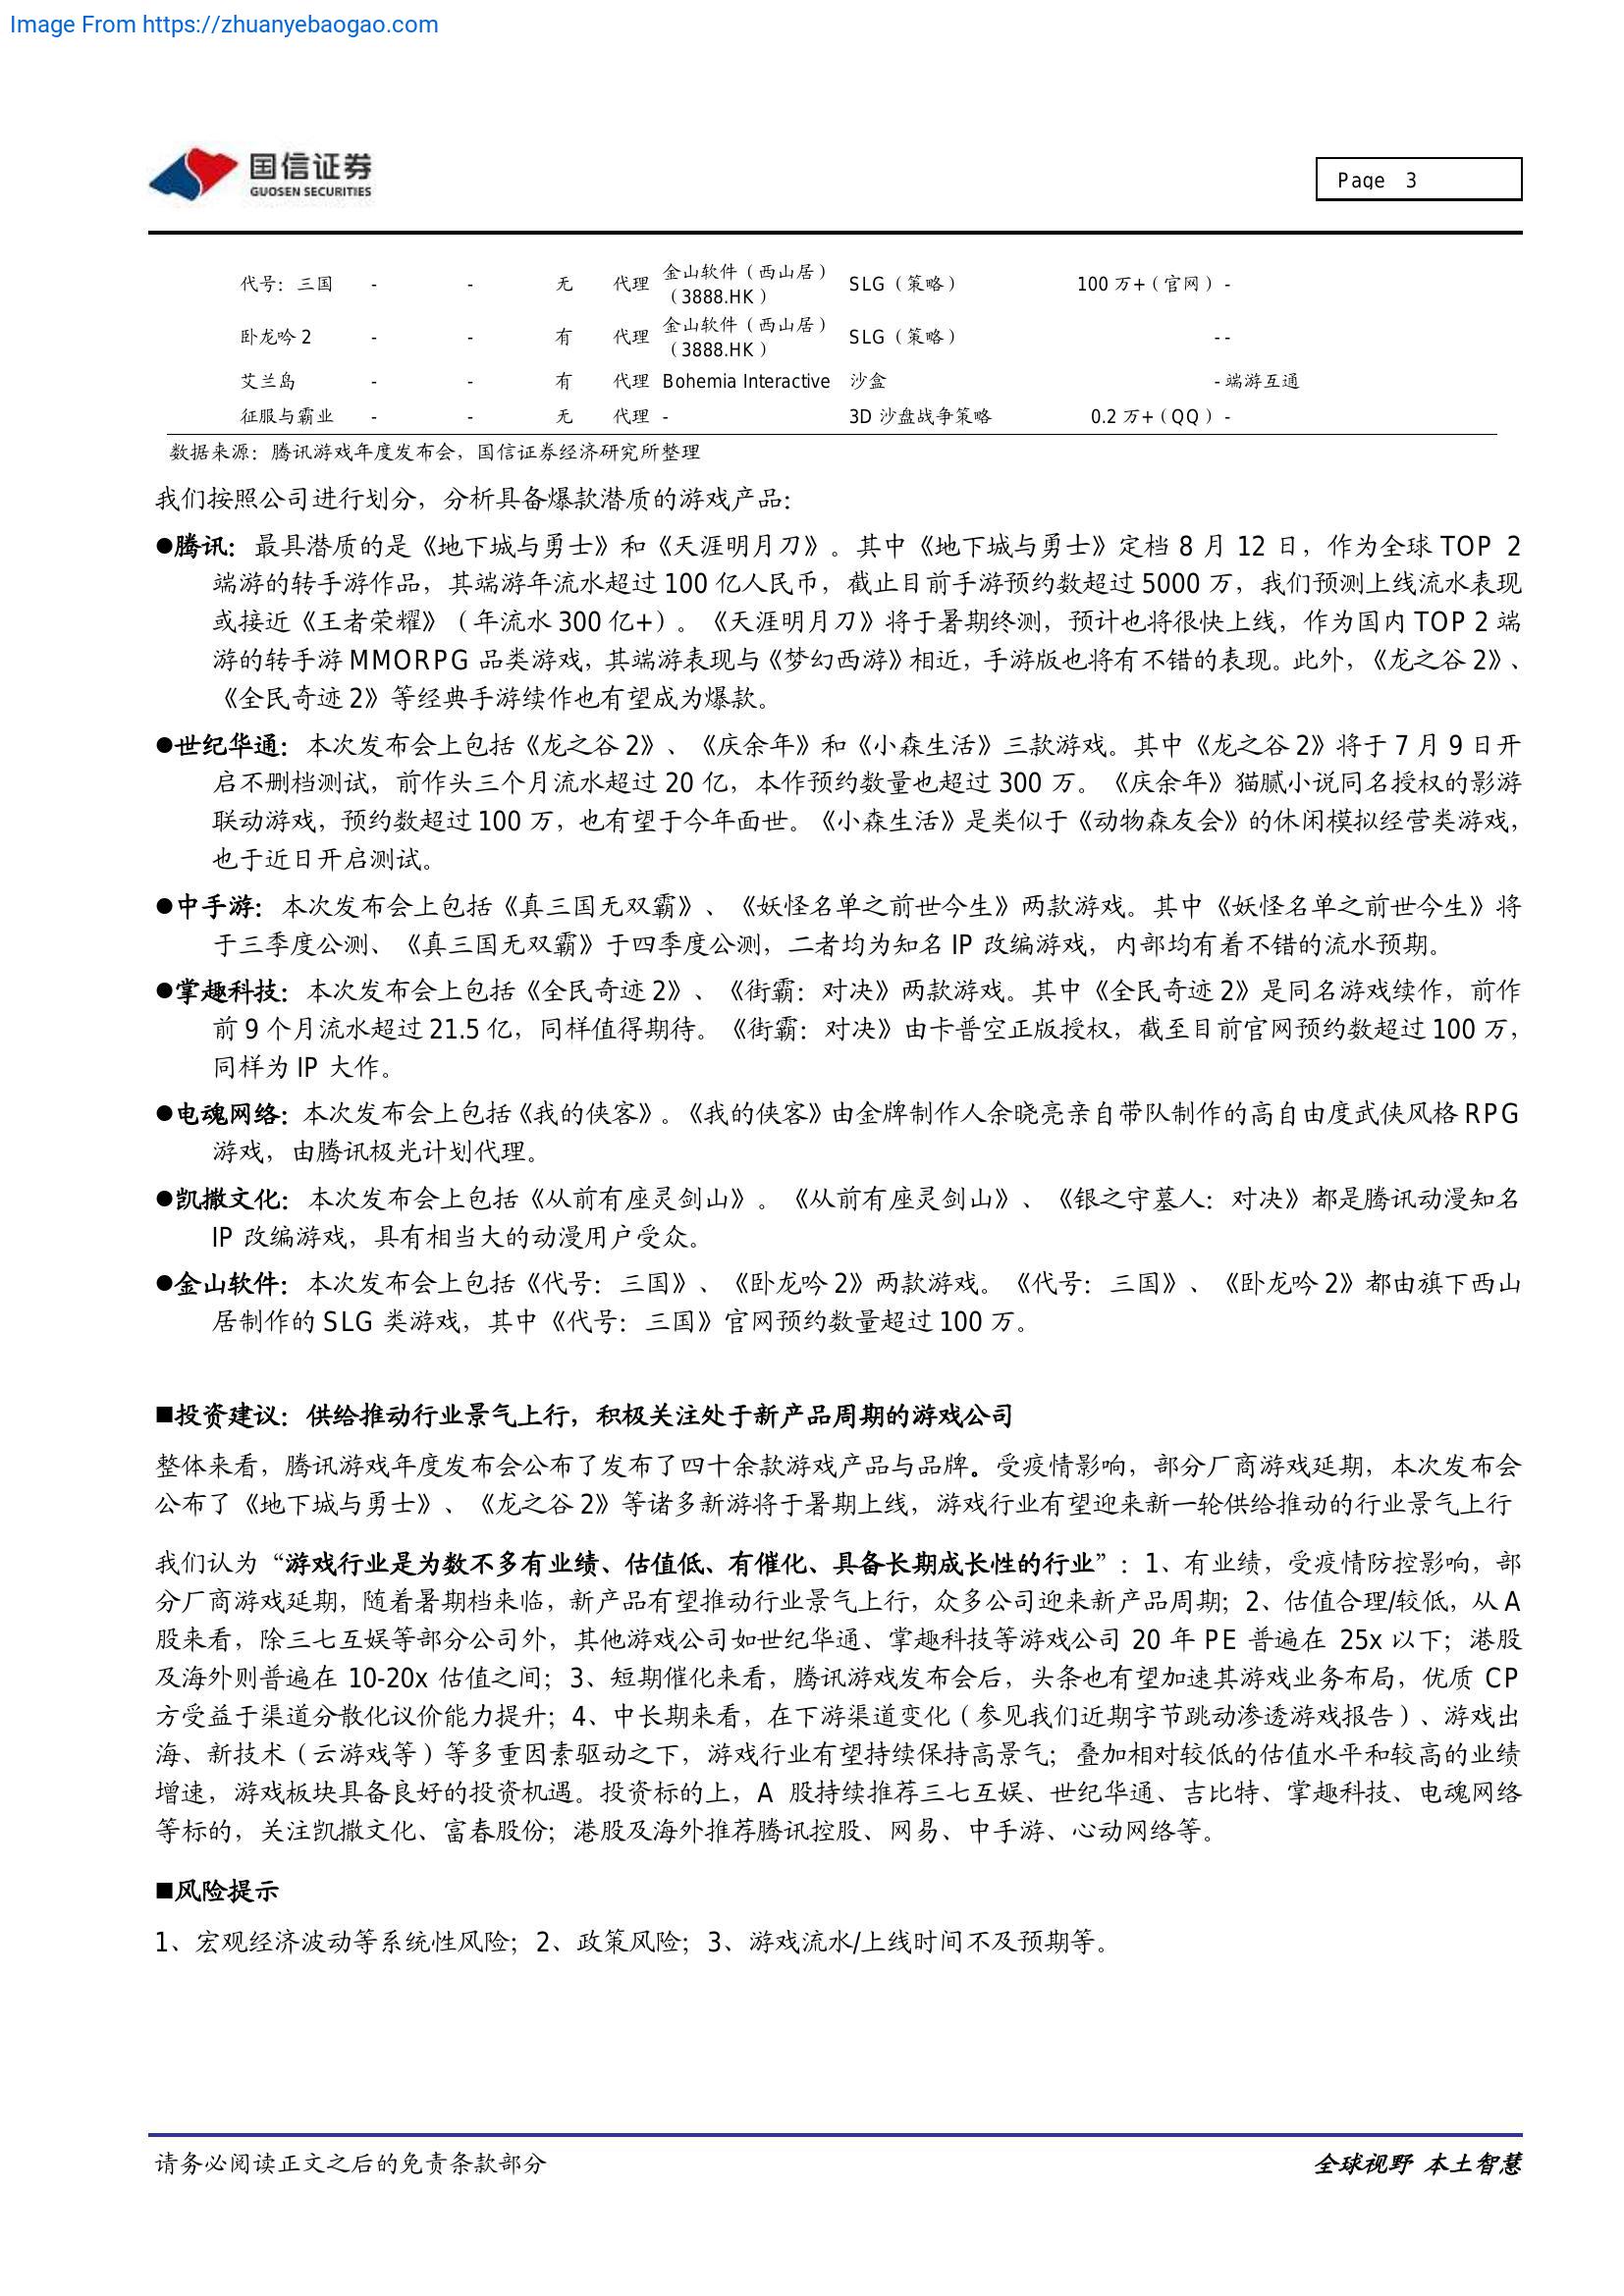 Image From https://zhuanyebaogao.com
国信证券
GUOSEN SECURITIES
Page 3
代号：三国 - - 无 代理 金山软件（西山居）（3888.HK） SLG（策略） 100 万+（官网） -
卧龙吟 2 - - 有 代理 金山软件（西山居）（3888.HK） SLG（策略） - -
艾兰岛 - - 有 代理 Bohemia Interactive 沙盒 - 端游互通
征服与霸业 - - 无 代理 - 3D 沙盘战争策略 0.2 万+（QQ） -
数据来源：腾讯游戏年度发布会，国信证券经济研究所整理
我们按照公司进行划分，分析具备爆款潜质的游戏产品：
●腾讯：最具潜质的是《地下城与勇士》和《天涯明月刀》。其中《地下城与勇士》定档 8 月 12 日，作为全球 TOP 2
端游的转手游作品，其端游年流水超过 100 亿人民币，截止目前手游预约数超过 5000 万，我们预测上线流水表现
或接近《王者荣耀》（年流水 300 亿+）。《天涯明月刀》将于暑期终测，预计也将很快上线，作为国内 TOP 2 端
游的转手游 MMORPG 品类游戏，其端游表现与《梦幻西游》相近，手游版也将有不错的表现。此外，《龙之谷 2》、
《全民奇迹 2》等经典手游续作也有望成为爆款。
●世纪华通：本次发布会上包括《龙之谷 2》、《庆余年》和《小森生活》三款游戏。其中《龙之谷 2》将于 7 月 9 日开
启不删档测试，前作头三个月流水超过 20 亿，本作预约数量也超过 300 万。《庆余年》猫腻小说同名授权的影游
联动游戏，预约数超过 100 万，也有望于今年面世。《小森生活》是类似于《动物森友会》的休闲模拟经营类游戏，
也于近日开启测试。
●中手游：本次发布会上包括《真三国无双霸》、《妖怪名单之前世今生》两款游戏。其中《妖怪名单之前世今生》将
于三季度公测、《真三国无双霸》于四季度公测，二者均为知名 IP 改编游戏，内部均有着不错的流水预期。
●掌趣科技：本次发布会上包括《全民奇迹 2》、《街霸：对决》两款游戏。其中《全民奇迹 2》是同名游戏续作，前作
前 9 个月流水超过 21.5 亿，同样值得期待。《街霸：对决》由卡普空正版授权，截至目前官网预约数超过 100 万，
同样为 IP 大作。
●电魂网络：本次发布会上包括《我的侠客》。《我的侠客》由金牌制作人余晓亮亲自带队制作的高自由度武侠风格 RPG
游戏，由腾讯极光计划代理。
●凯撒文化：本次发布会上包括《从前有座灵剑山》。《从前有座灵剑山》、《银之守墓人：对决》都是腾讯动漫知名
IP 改编游戏，具有相当大的动漫用户受众。
●金山软件：本次发布会上包括《代号：三国》、《卧龙吟 2》两款游戏。《代号：三国》、《卧龙吟 2》都由旗下西山
居制作的 SLG 类游戏，其中《代号：三国》官网预约数量超过 100 万。
■投资建议：供给推动行业景气上行，积极关注处于新产品周期的游戏公司
整体来看，腾讯游戏年度发布会公布了发布了四十余款游戏产品与品牌。受疫情影响，部分厂商游戏延期，本次发布会
公布了《地下城与勇士》、《龙之谷 2》等诸多新游将于暑期上线，游戏行业有望迎来新一轮供给推动的行业景气上行
我们认为“游戏行业是为数不多有业绩、估值低、有催化、具备长期成长性的行业”：1、有业绩，受疫情防控影响，部
分厂商游戏延期，随着暑期档来临，新产品有望推动行业景气上行，众多公司迎来新产品周期；2、估值合理/较低，从 A
股来看，除三七互娱等部分公司外，其他游戏公司如世纪华通、掌趣科技等游戏公司 20 年 PE 普遍在 25x 以下；港股
及海外则普遍在 10-20x 估值之间；3、短期催化来看，腾讯游戏发布会后，头条也有望加速其游戏业务布局，优质 CP
方受益于渠道分散化议价能力提升；4、中长期来看，在下游渠道变化（参见我们近期字节跳动渗透游戏报告）、游戏出
海、新技术（云游戏等）等多重因素驱动之下，游戏行业有望持续保持高景气；叠加相对较低的估值水平和较高的业绩
增速，游戏板块具备良好的投资机遇。投资标的上，A 股持续推荐三七互娱、世纪华通、吉比特、掌趣科技、电魂网络
等标的，关注凯撒文化、富春股份；港股及海外推荐腾讯控股、网易、中手游、心动网络等。
■风险提示
1、宏观经济波动等系统性风险；2、政策风险；3、游戏流水/上线时间不及预期等。
请务必阅读正文之后的免责条款部分
全球视野 本土智慧